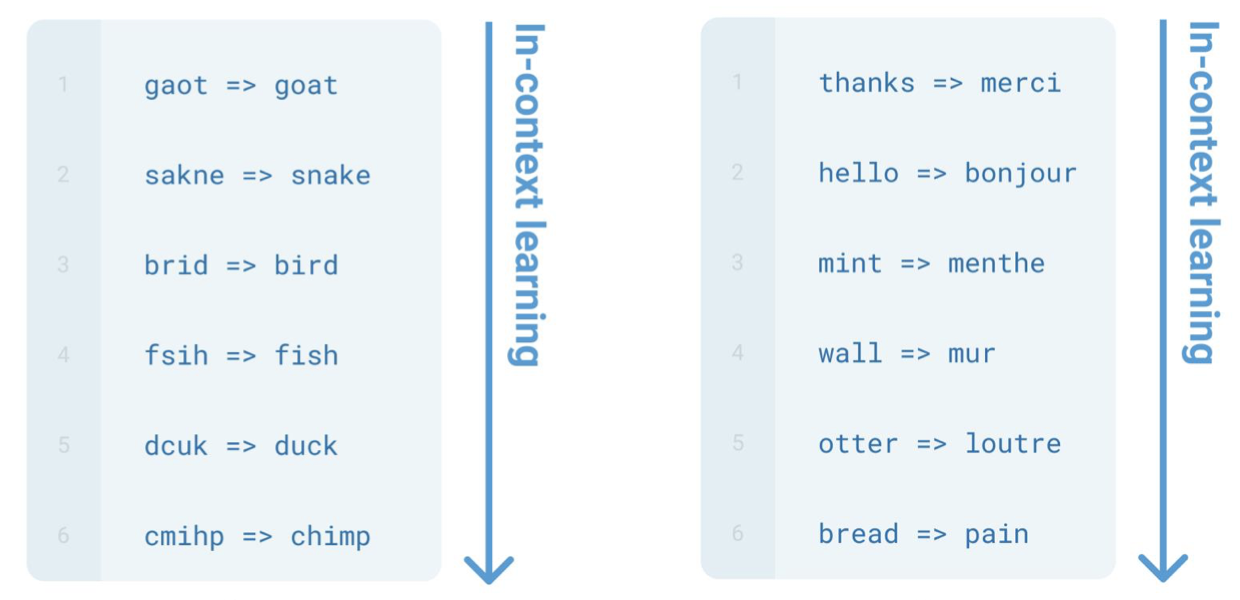 1 gaot => goat
2 sakne => snake
3 brid => bird
4 fsih => fish
5 dcuk => duck
6 cmihp => chimp
In-context learning
1 thanks => merci
2 hello => bonjour
3 mint => menthe
4 wall => mur
5 otter => loutre
6 bread => pain
In-context learning